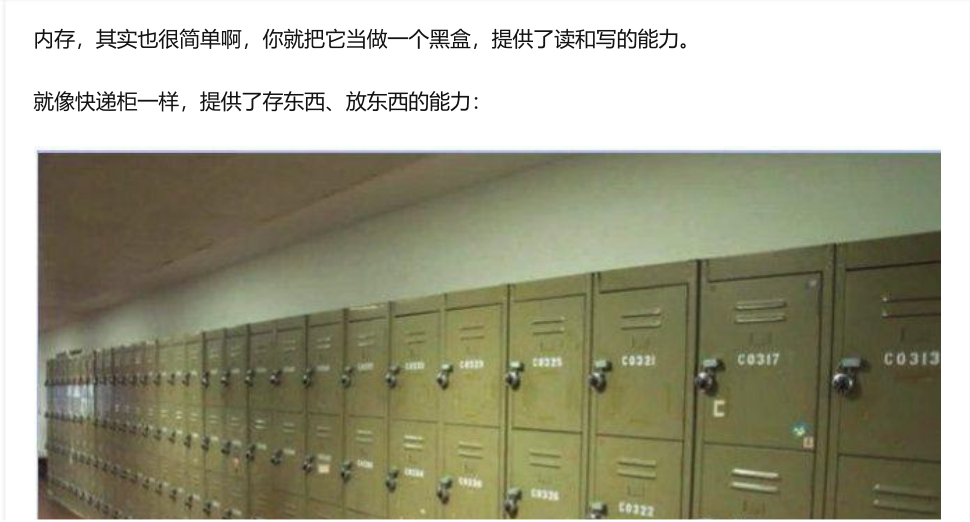 内存，其实也很简单啊，你就把它当做一个黑盒，提供了读和写的能力。
就像快递柜一样，提供了存东西、放东西的能力：
C0325
C0321
C0317
C0313
C0326
C0322